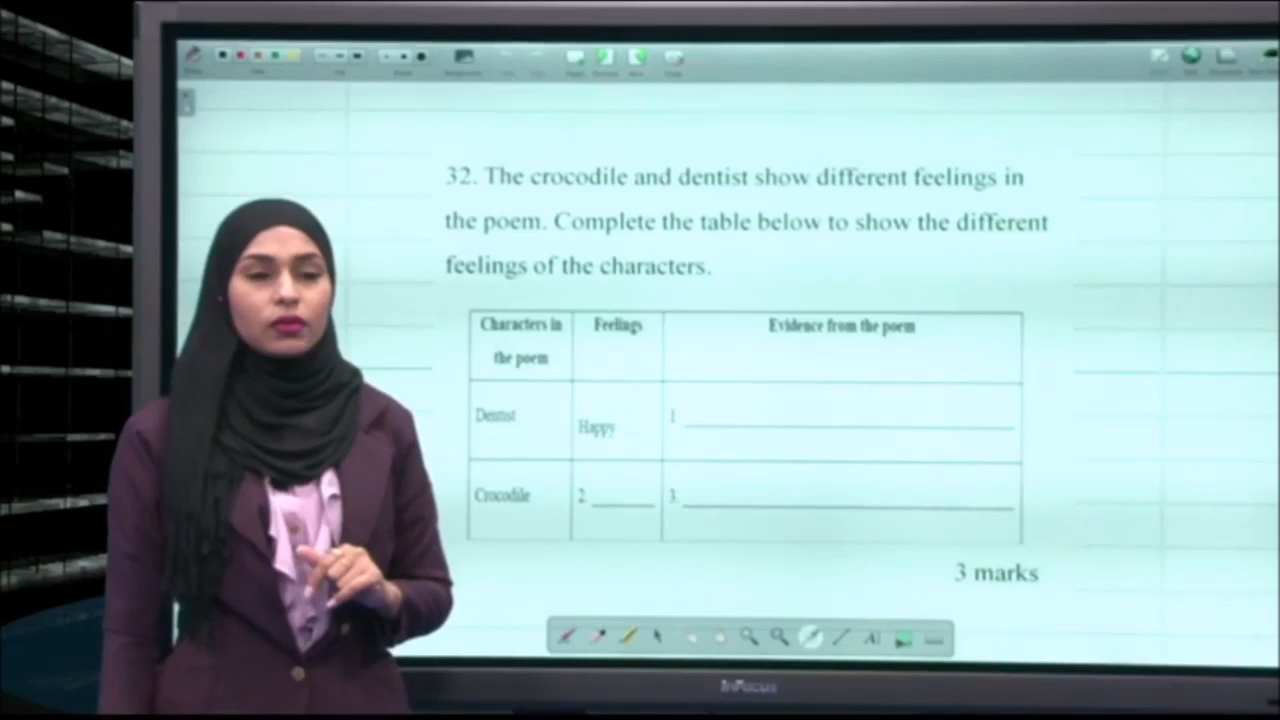 32. The crocodile and dentist show different feelings in
the poem. Complete the table below to show the different
feelings of the characters.
Characters in the poem Feelings Evidence from the poem
Dentist Happy 1.
Crocodile 2. 3.
3 marks
InFocus